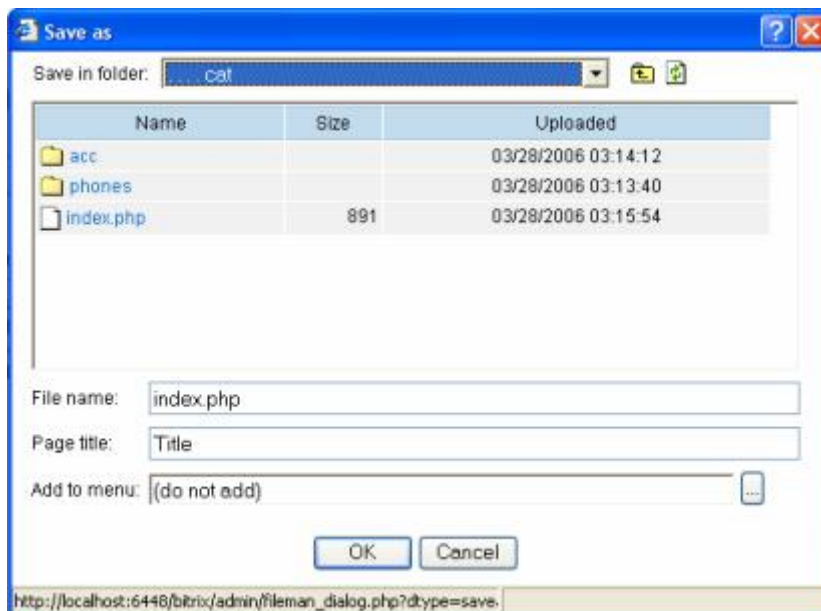 Save as
Save in folder: . . . . cat
Name Size Uploaded
acc 03/28/2006 03:14:12
phones 03/28/2006 03:13:40
index.php 891 03/28/2006 03:15:54
File name: index.php
Page title: Title
Add to menu: (do not add) ...
OK Cancel
http://localhost:6448/bitrix/admin/fileman_dialog.php?dtype=save.